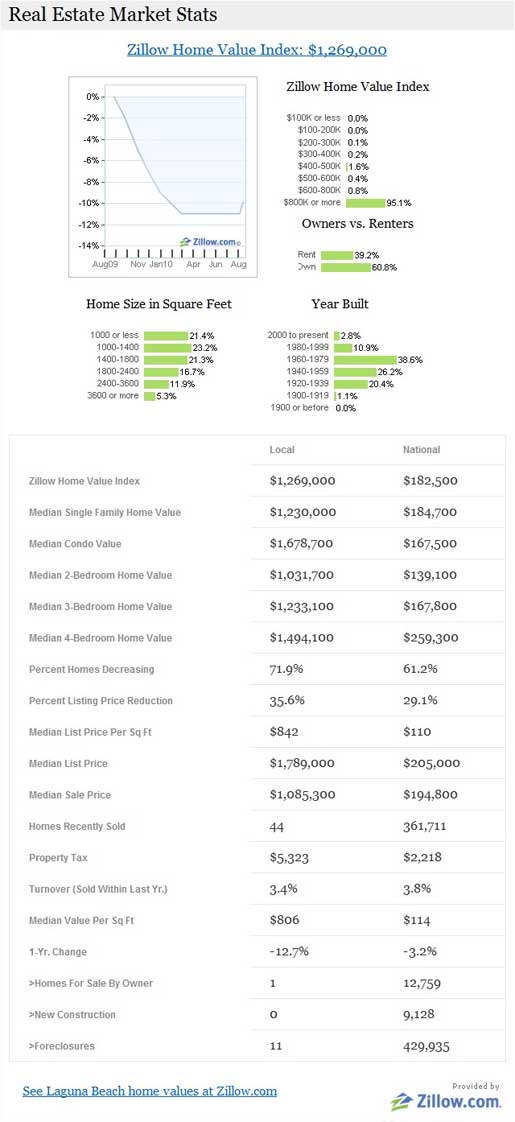 Real Estate Market Stats
Zillow Home Value Index: $1,269,000
0%
-2%
-4%
-6%
-8%
-10%
-12%
-14%
Zillow.com
Aug09 Nov Jan10 Apr Jun Aug
Zillow Home Value Index
$100K or less 0.0%
$100-200K 0.0%
$200-300K 0.1%
$300-400K 0.2%
$400-500K 1.6%
$500-600K 0.4%
$600-800K 0.8%
$800K or more 95.1%
Owners vs. Renters
Rent 39.2%
Own 60.8%
Home Size in Square Feet
1000 or less 21.4%
1000-1400 23.2%
1400-1800 21.3%
1800-2400 16.7%
2400-3600 11.9%
3600 or more 5.3%
Year Built
2000 to present 2.8%
1980-1999 10.9%
1960-1979 38.6%
1940-1959 26.2%
1920-1939 20.4%
1900-1919 1.1%
1900 or before 0.0%
Local National
Zillow Home Value Index $1,269,000 $182,500
Median Single Family Home Value $1,230,000 $184,700
Median Condo Value $1,678,700 $167,500
Median 2-Bedroom Home Value $1,031,700 $139,100
Median 3-Bedroom Home Value $1,233,100 $167,800
Median 4-Bedroom Home Value $1,494,100 $259,300
Percent Homes Decreasing 71.9% 61.2%
Percent Listing Price Reduction 35.6% 29.1%
Median List Price Per Sq Ft $842 $110
Median List Price $1,789,000 $205,000
Median Sale Price $1,085,300 $194,800
Homes Recently Sold 44 361,711
Property Tax $5,323 $2,218
Turnover (Sold Within Last Yr.) 3.4% 3.8%
Median Value Per Sq Ft $806 $114
1-Yr. Change -12.7% -3.2%
>Homes For Sale By Owner 1 12,759
>New Construction 0 9,128
>Foreclosures 11 429,935
See Laguna Beach home values at Zillow.com
Provided by
Zillow.com